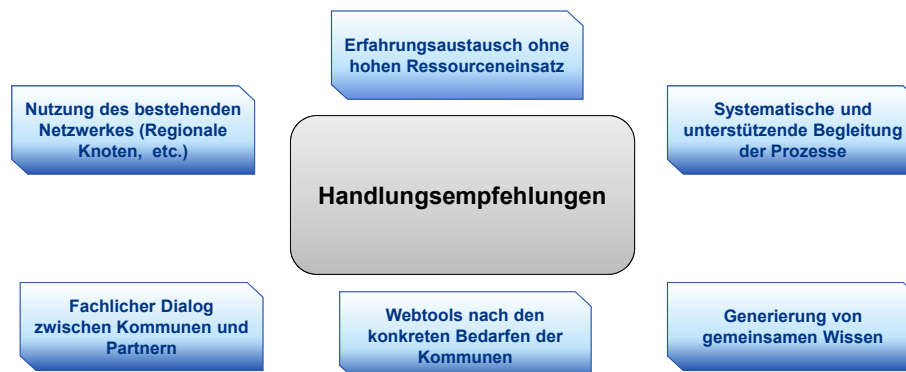 Erfahrungsaustausch ohne
hohen Ressourceneinsatz
Nutzung des bestehenden
Netzwerkes (Regionale
Knoten, etc.)
Systematische und
unterstützende Begleitung
der Prozesse
Handlungsempfehlungen
Fachlicher Dialog
zwischen Kommunen und
Partnern
Webtools nach den
konkreten Bedarfen der
Kommunen
Generierung von
gemeinsamen Wissen